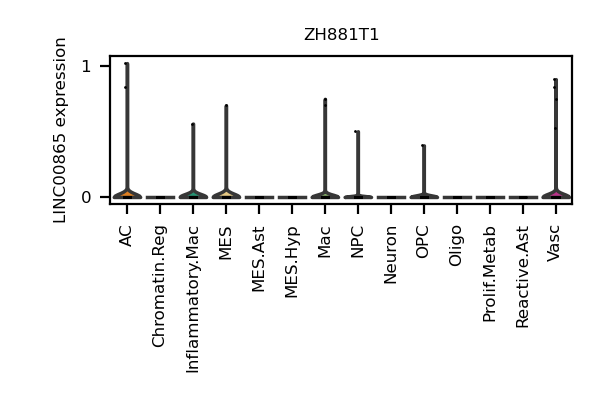 ZH881T1
LINC00865 expression
1
0
AC
Chromatin.Reg
Inflammatory.Mac
MES
MES.Ast
MES.Hyp
Mac
NPC
Neuron
OPC
Oligo
Prolif.Metab
Reactive.Ast
Vasc